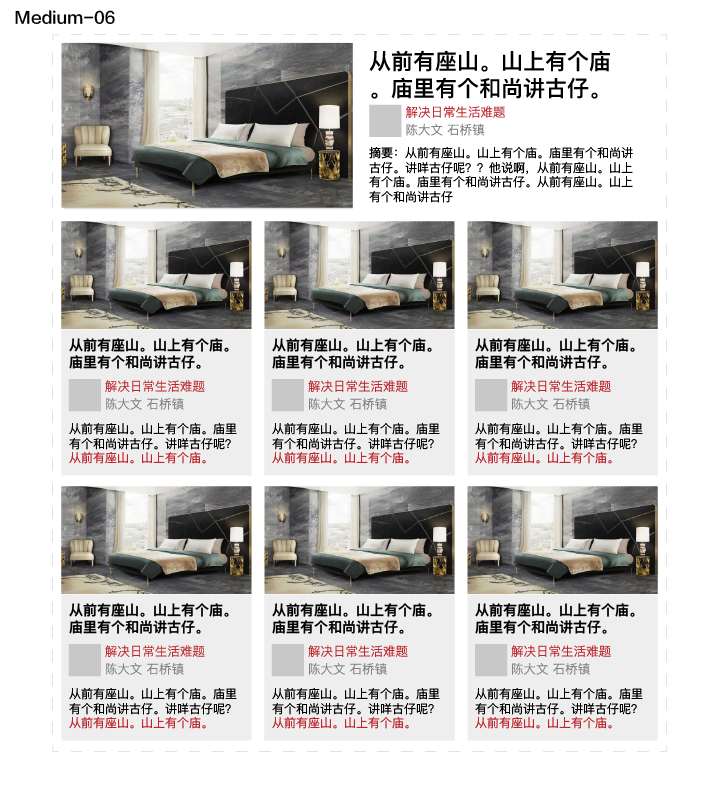 Medium-06
从前有座山。山上有个庙
。庙里有个和尚讲古仔。
解决日常生活难题
陈大文 石桥镇
摘要：从前有座山。山上有个庙。庙里有个和尚讲
古仔。讲咩古仔呢？？他说啊，从前有座山。山上
有个庙。庙里有个和尚讲古仔。从前有座山。山上
有个和尚讲古仔
从前有座山。山上有个庙。
庙里有个和尚讲古仔。
解决日常生活难题
陈大文 石桥镇
从前有座山。山上有个庙。庙里
有个和尚讲古仔。讲咩古仔呢？
从前有座山。山上有个庙。
从前有座山。山上有个庙。
庙里有个和尚讲古仔。
解决日常生活难题
陈大文 石桥镇
从前有座山。山上有个庙。庙里
有个和尚讲古仔。讲咩古仔呢？
从前有座山。山上有个庙。
从前有座山。山上有个庙。
庙里有个和尚讲古仔。
解决日常生活难题
陈大文 石桥镇
从前有座山。山上有个庙。庙里
有个和尚讲古仔。讲咩古仔呢？
从前有座山。山上有个庙。
从前有座山。山上有个庙。
庙里有个和尚讲古仔。
解决日常生活难题
陈大文 石桥镇
从前有座山。山上有个庙。庙里
有个和尚讲古仔。讲咩古仔呢？
从前有座山。山上有个庙。
从前有座山。山上有个庙。
庙里有个和尚讲古仔。
解决日常生活难题
陈大文 石桥镇
从前有座山。山上有个庙。庙里
有个和尚讲古仔。讲咩古仔呢？
从前有座山。山上有个庙。
从前有座山。山上有个庙。
庙里有个和尚讲古仔。
解决日常生活难题
陈大文 石桥镇
从前有座山。山上有个庙。庙里
有个和尚讲古仔。讲咩古仔呢？
从前有座山。山上有个庙。